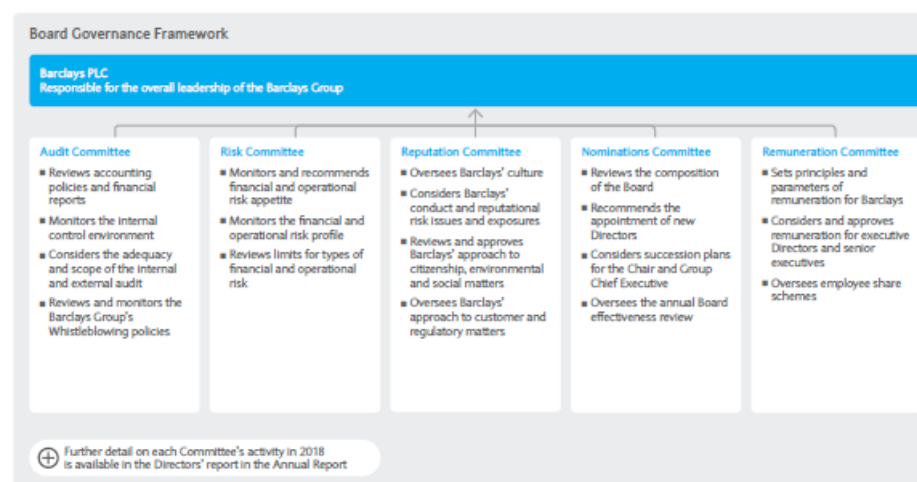 Board Governance Framework
Barclays PLC
Responsible for the overall leadership of the Barclays Group
Audit Committee
■ Reviews accounting
policies and financial
reports
■ Monitors the internal
control environment
■ Considers the adequacy
and scope of the internal
and external audit
■ Reviews and monitors the
Barclays Group's
Whistleblowing policies
Risk Committee
■ Monitors and recommends
financial and operational
risk appetite
■ Monitors the financial and
operational risk profile
■ Reviews limits for types of
financial and operational
risk
Reputation Committee
■ Oversees Barclays' culture
■ Considers Barclays'
conduct and reputational
risk issues and exposures
■ Reviews and approves
Barclays' approach to
citizenship, environmental
and social matters
■ Oversees Barclays'
approach to customer and
regulatory matters
Nominations Committee
■ Reviews the composition
of the Board
■ Recommends the
appointment of new
Directors
■ Considers succession plans
for the Chair and Group
Chief Executive
■ Oversees the annual Board
effectiveness review
Remuneration Committee
■ Sets principles and
parameters of
remuneration for Barclays
■ Considers and approves
remuneration for executive
Directors and senior
executives
■ Oversees employee share
schemes
Further detail on each Committee's activity in 2018
is available in the Directors' report in the Annual Report